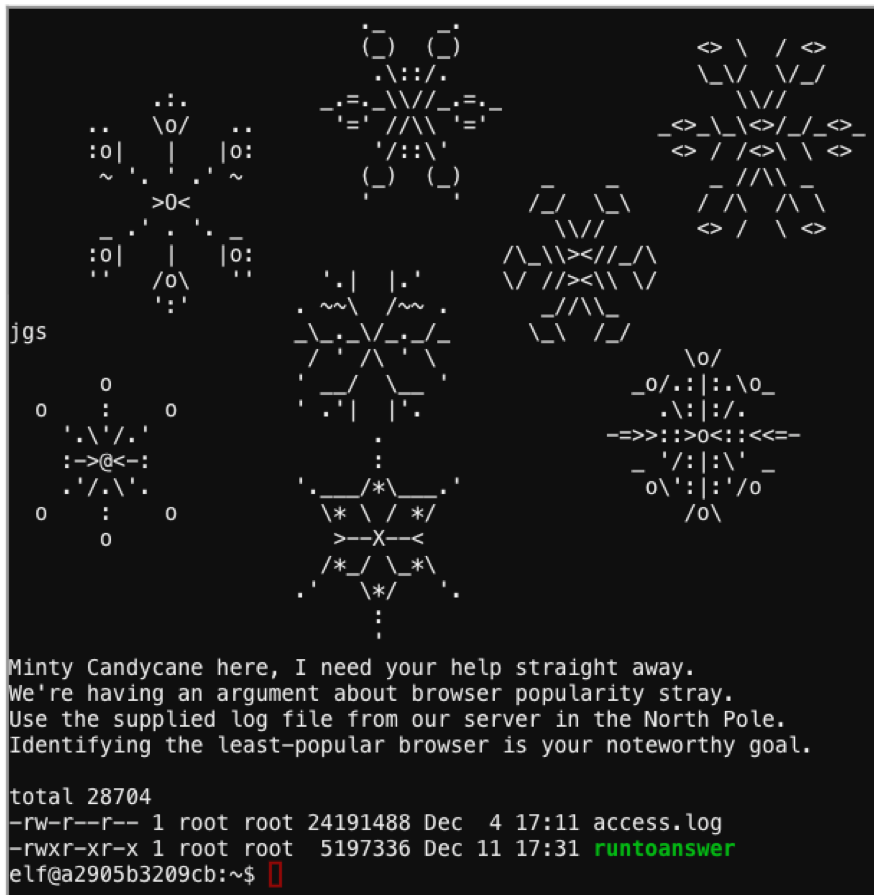 jgs
Minty Candycane here, I need your help straight away.
We're having an argument about browser popularity stray.
Use the supplied log file from our server in the North Pole.
Identifying the least-popular browser is your noteworthy goal.
total 28704
-rw-r--r-- 1 root root 24191488 Dec  4 17:11 access.log
-rwxr-xr-x 1 root root  5197336 Dec 11 17:31 runtoanswer
elf@a2905b3209cb:~$